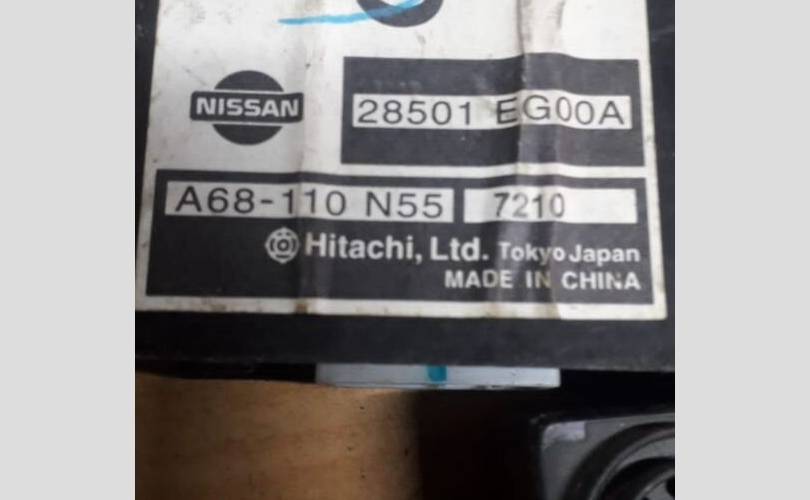 NISSAN
28501 EG00A
A68-110 N55 7210
Hitachi, Ltd. Tokyo Japan
MADE IN CHINA